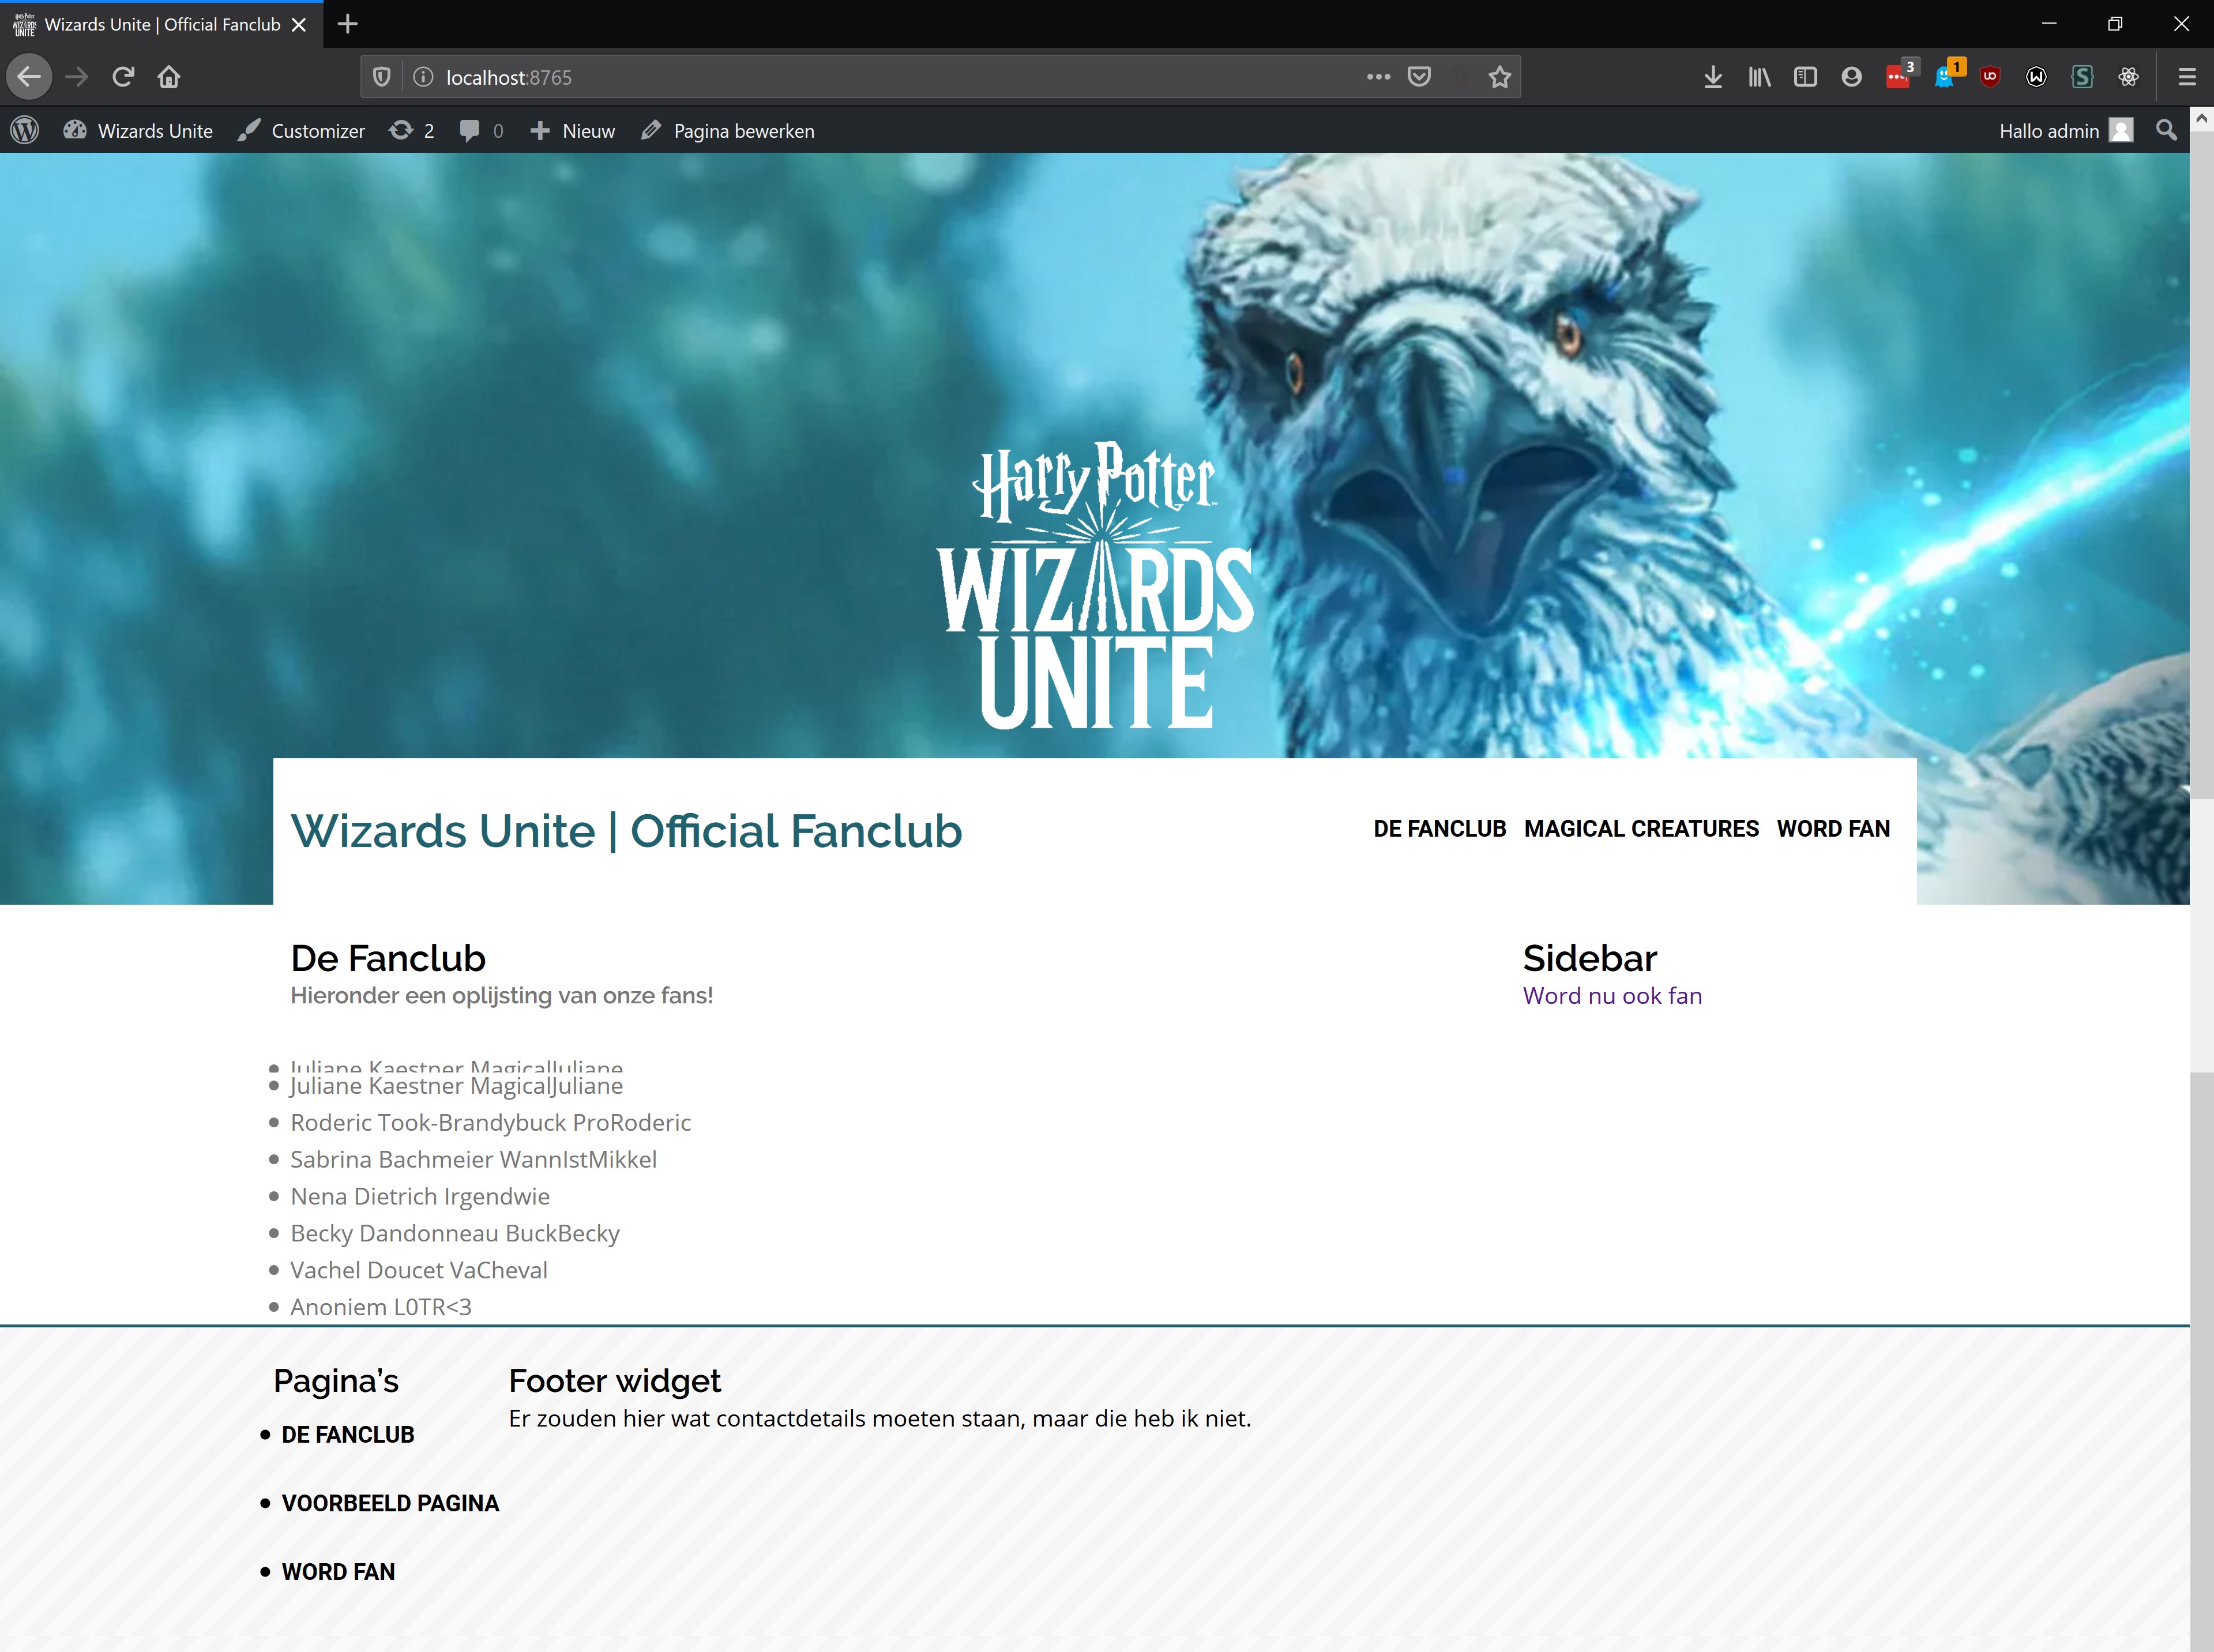 Wizards Unite | Official Fanclub
localhost:8765
3
1
Wizards Unite
Customizer
2
0
Nieuw
Pagina bewerken
Hallo admin
Harry Potter
WIZARDS
UNITE
Wizards Unite | Official Fanclub
DE FANCLUB MAGICAL CREATURES WORD FAN
De Fanclub
Hieronder een oplijsting van onze fans!
Juliane Kaestner MagicalJuliane
Juliane Kaestner MagicalJuliane
Roderic Took-Brandybuck ProRoderic
Sabrina Bachmeier WannIstMikkel
Nena Dietrich Irgendwie
Becky Dandonneau BuckBecky
Vachel Doucet VaCheval
Anoniem L0TR<3
Sidebar
Word nu ook fan
Pagina’s
DE FANCLUB
VOORBEELD PAGINA
WORD FAN
Footer widget
Er zouden hier wat contactdetails moeten staan, maar die heb ik niet.